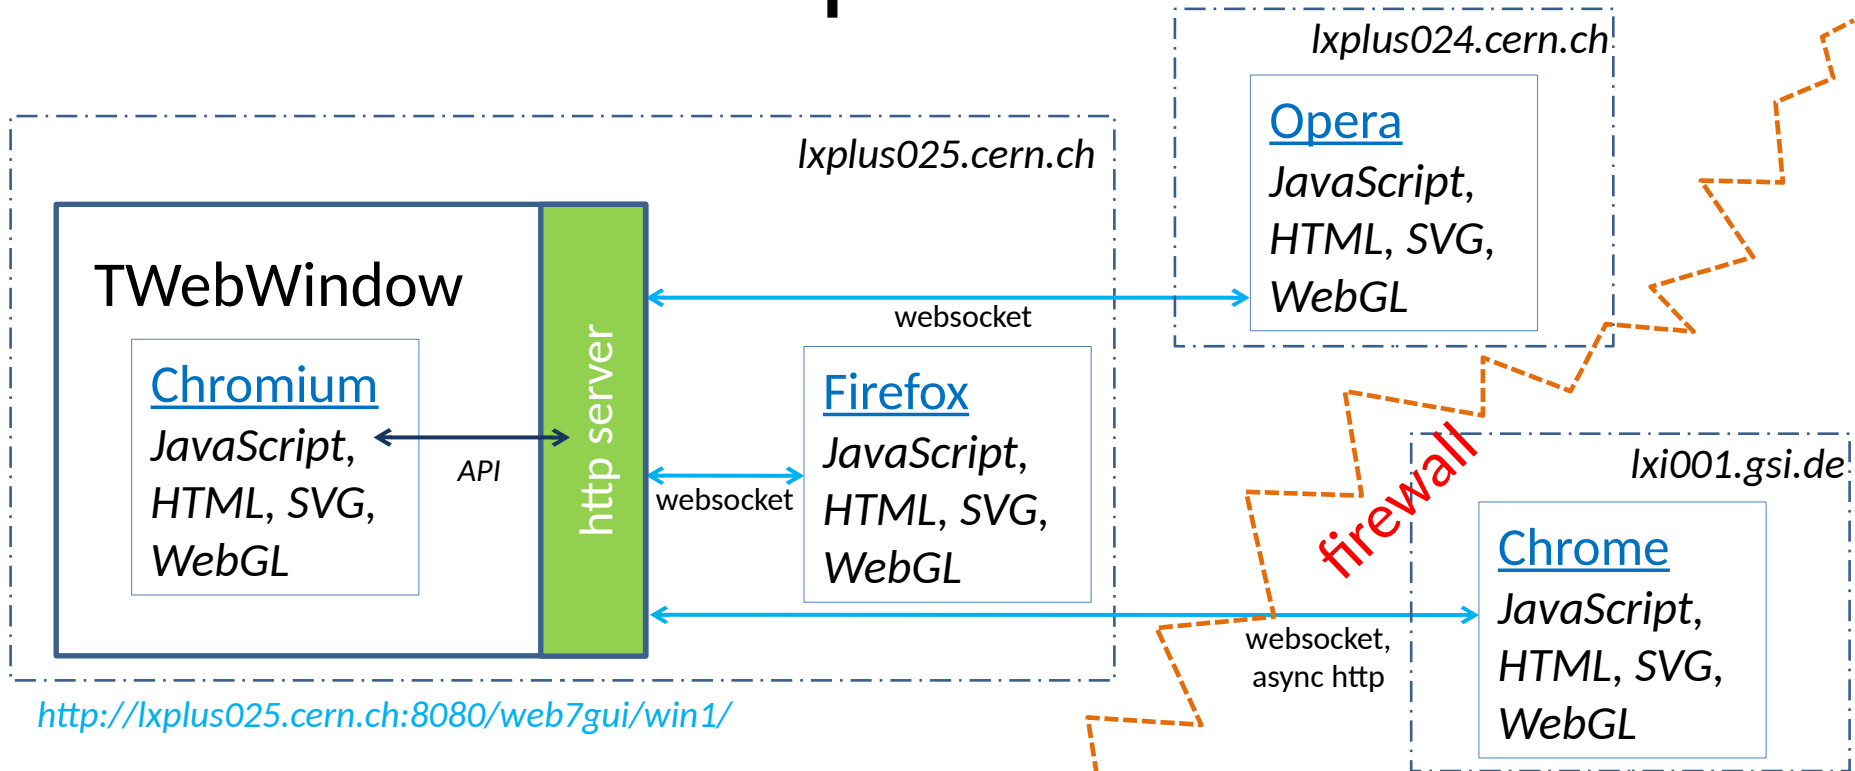 lxplus024.cern.ch
Opera
JavaScript,
HTML, SVG,
WebGL
lxplus025.cern.ch
TWebWindow
Chromium
JavaScript,
HTML, SVG,
WebGL
API
http server
websocket
websocket
Firefox
JavaScript,
HTML, SVG,
WebGL
firewall
lxi001.gsi.de
Chrome
JavaScript,
HTML, SVG,
WebGL
websocket,
async http
http://lxplus025.cern.ch:8080/web7gui/win1/